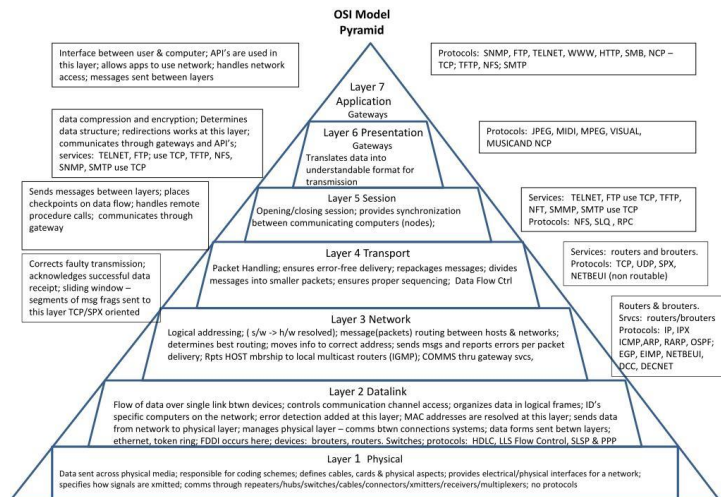 OSI Model
Pyramid
Interface between user & computer; API's are used in
this layer; allows apps to use network; handles network
access; messages sent between layers
Protocols: SNMP, FTP, TELNET, WWW, HTTP, SMB, NCP –
TCP; TFTP, NFS; SMTP
Layer 7
Application
Gateways
data compression and encryption; Determines
data structure; redirections works at this layer;
communicates through gateways and API's;
services: TELNET, FTP; use TCP, TFTP, NFS,
SNMP, SMTP use TCP
Layer 6 Presentation
Gateways
Translates data into
understandable format for
transmission
Protocols: JPEG, MIDI, MPEG, VISUAL,
MUSICAND NCP
Sends messages between layers; places
checkpoints on data flow; handles remote
procedure calls; communicates through
gateway
Layer 5 Session
Opening/closing session; provides synchronization
between communicating computers (nodes);
Services: TELNET, FTP use TCP, TFTP,
NFT, SMMP, SMTP use TCP
Protocols: NFS, SLQ , RPC
Corrects faulty transmission;
acknowledges successful data
receipt; sliding window –
segments of msg frags sent to
this layer TCP/SPX oriented
Layer 4 Transport
Packet Handling; ensures error-free delivery; repackages messages; divides
messages into smaller packets; ensures proper sequencing; Data Flow Ctrl
Services: routers and brouters.
Protocols: TCP, UDP, SPX,
NETBEUI (non routable)
Layer 3 Network
Logical addressing; ( s/w -> h/w resolved); message(packets) routing between hosts & networks;
determines best routing; moves info to correct address; sends msgs and reports errors per packet
delivery; Rpts HOST mbrship to local multicast routers (IGMP); COMMS thru gateway svcs,
Routers & brouters.
Srvcs: routers/brouters
Protocols: IP, IPX
ICMP,ARP, RARP, OSPF;
EGP, EIMP, NETBEUI,
DCC, DECNET
Layer 2 Datalink
Flow of data over single link btwn devices; controls communication channel access; organizes data in logical frames; ID's
specific computers on the network; error detection added at this layer; MAC addresses are resolved at this layer; sends data
from network to physical layer; manages physical layer – comms btwn connections systems; data forms sent betwn layers;
ethernet, token ring; FDDI occurs here; devices: brouters, routers. Switches; protocols: HDLC, LLS Flow Control, SLSP & PPP
Layer 1 Physical
Data sent across physical media; responsible for coding schemes; defines cables, cards & physical aspects; provides electrical/physical interfaces for a network;
specifies how signals are xmitted; comms through repeaters/hubs/switches/cables/connectors/xmitters/receivers/multiplexers; no protocols